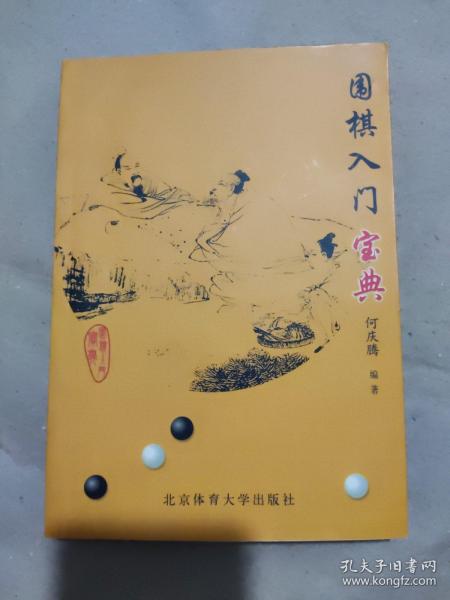 围棋入门宝典
何庆腾 编著
北京体育大学出版社
孔夫子旧书网
www.kongfz.com